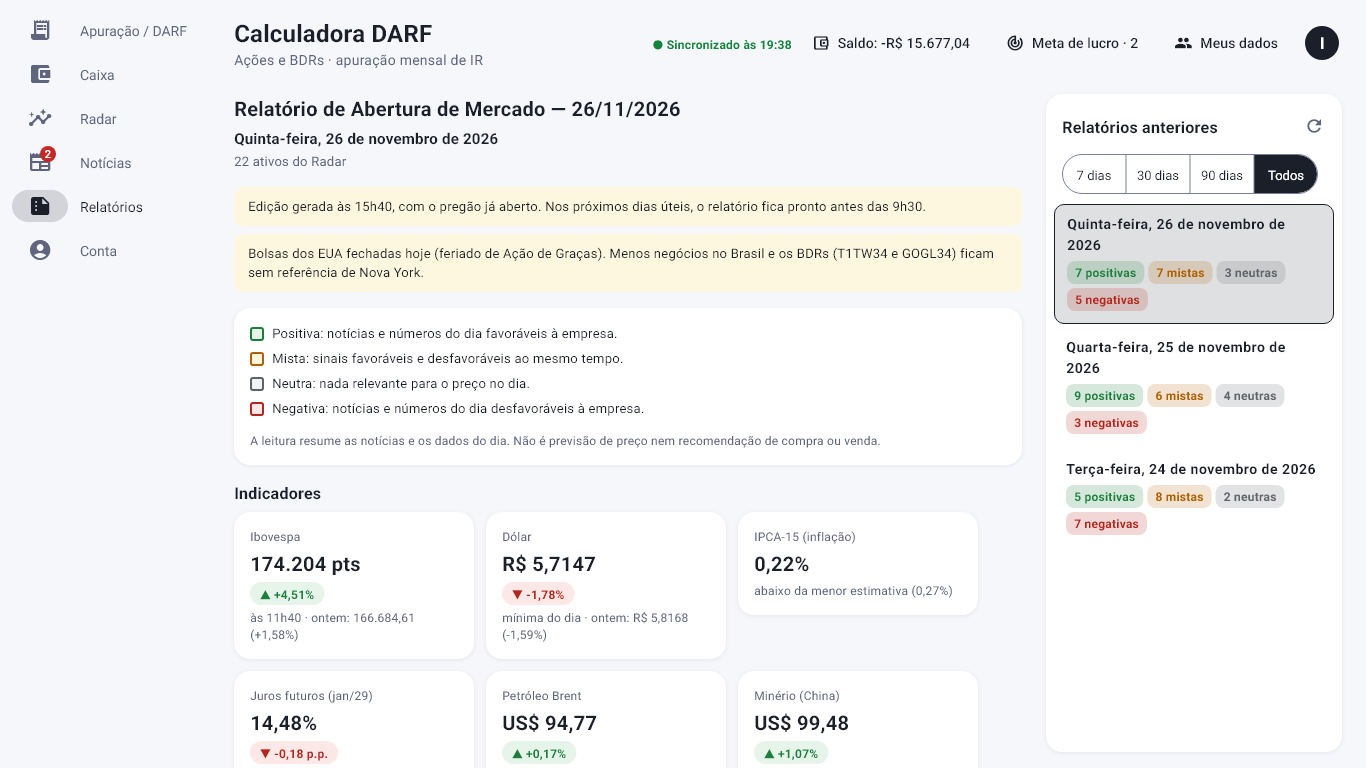 Apuração / DARF
Caixa
Radar
2
Notícias
Relatórios
Conta
Calculadora DARF
Ações e BDRs · apuração mensal de IR
Sincronizado às 19:38
Saldo: -R$ 15.677,04
Meta de lucro · 2
Meus dados
I
Relatório de Abertura de Mercado — 26/11/2026
Quinta-feira, 26 de novembro de 2026
22 ativos do Radar
Edição gerada às 15h40, com o pregão já aberto. Nos próximos dias úteis, o relatório fica pronto antes das 9h30.
Bolsas dos EUA fechadas hoje (feriado de Ação de Graças). Menos negócios no Brasil e os BDRs (T1TW34 e GOGL34) ficam
sem referência de Nova York.
Positiva: notícias e números do dia favoráveis à empresa.
Mista: sinais favoráveis e desfavoráveis ao mesmo tempo.
Neutra: nada relevante para o preço no dia.
Negativa: notícias e números do dia desfavoráveis à empresa.
A leitura resume as notícias e os dados do dia. Não é previsão de preço nem recomendação de compra ou venda.
Indicadores
Ibovespa
174.204 pts
▲ +4,51%
às 11h40 · ontem: 166.684,61
(+1,58%)
Dólar
R$ 5,7147
▼ -1,78%
mínima do dia · ontem: R$ 5,8168
(-1,59%)
IPCA-15 (inflação)
0,22%
abaixo da menor estimativa (0,27%)
Juros futuros (jan/29)
14,48%
▼ -0,18 p.p.
Petróleo Brent
US$ 94,77
▲ +0,17%
Minério (China)
US$ 99,48
▲ +1,07%
Relatórios anteriores
7 dias
30 dias
90 dias
Todos
Quinta-feira, 26 de novembro de
2026
7 positivas
7 mistas
3 neutras
5 negativas
Quarta-feira, 25 de novembro de
2026
9 positivas
6 mistas
4 neutras
3 negativas
Terça-feira, 24 de novembro de 2026
5 positivas
8 mistas
2 neutras
7 negativas